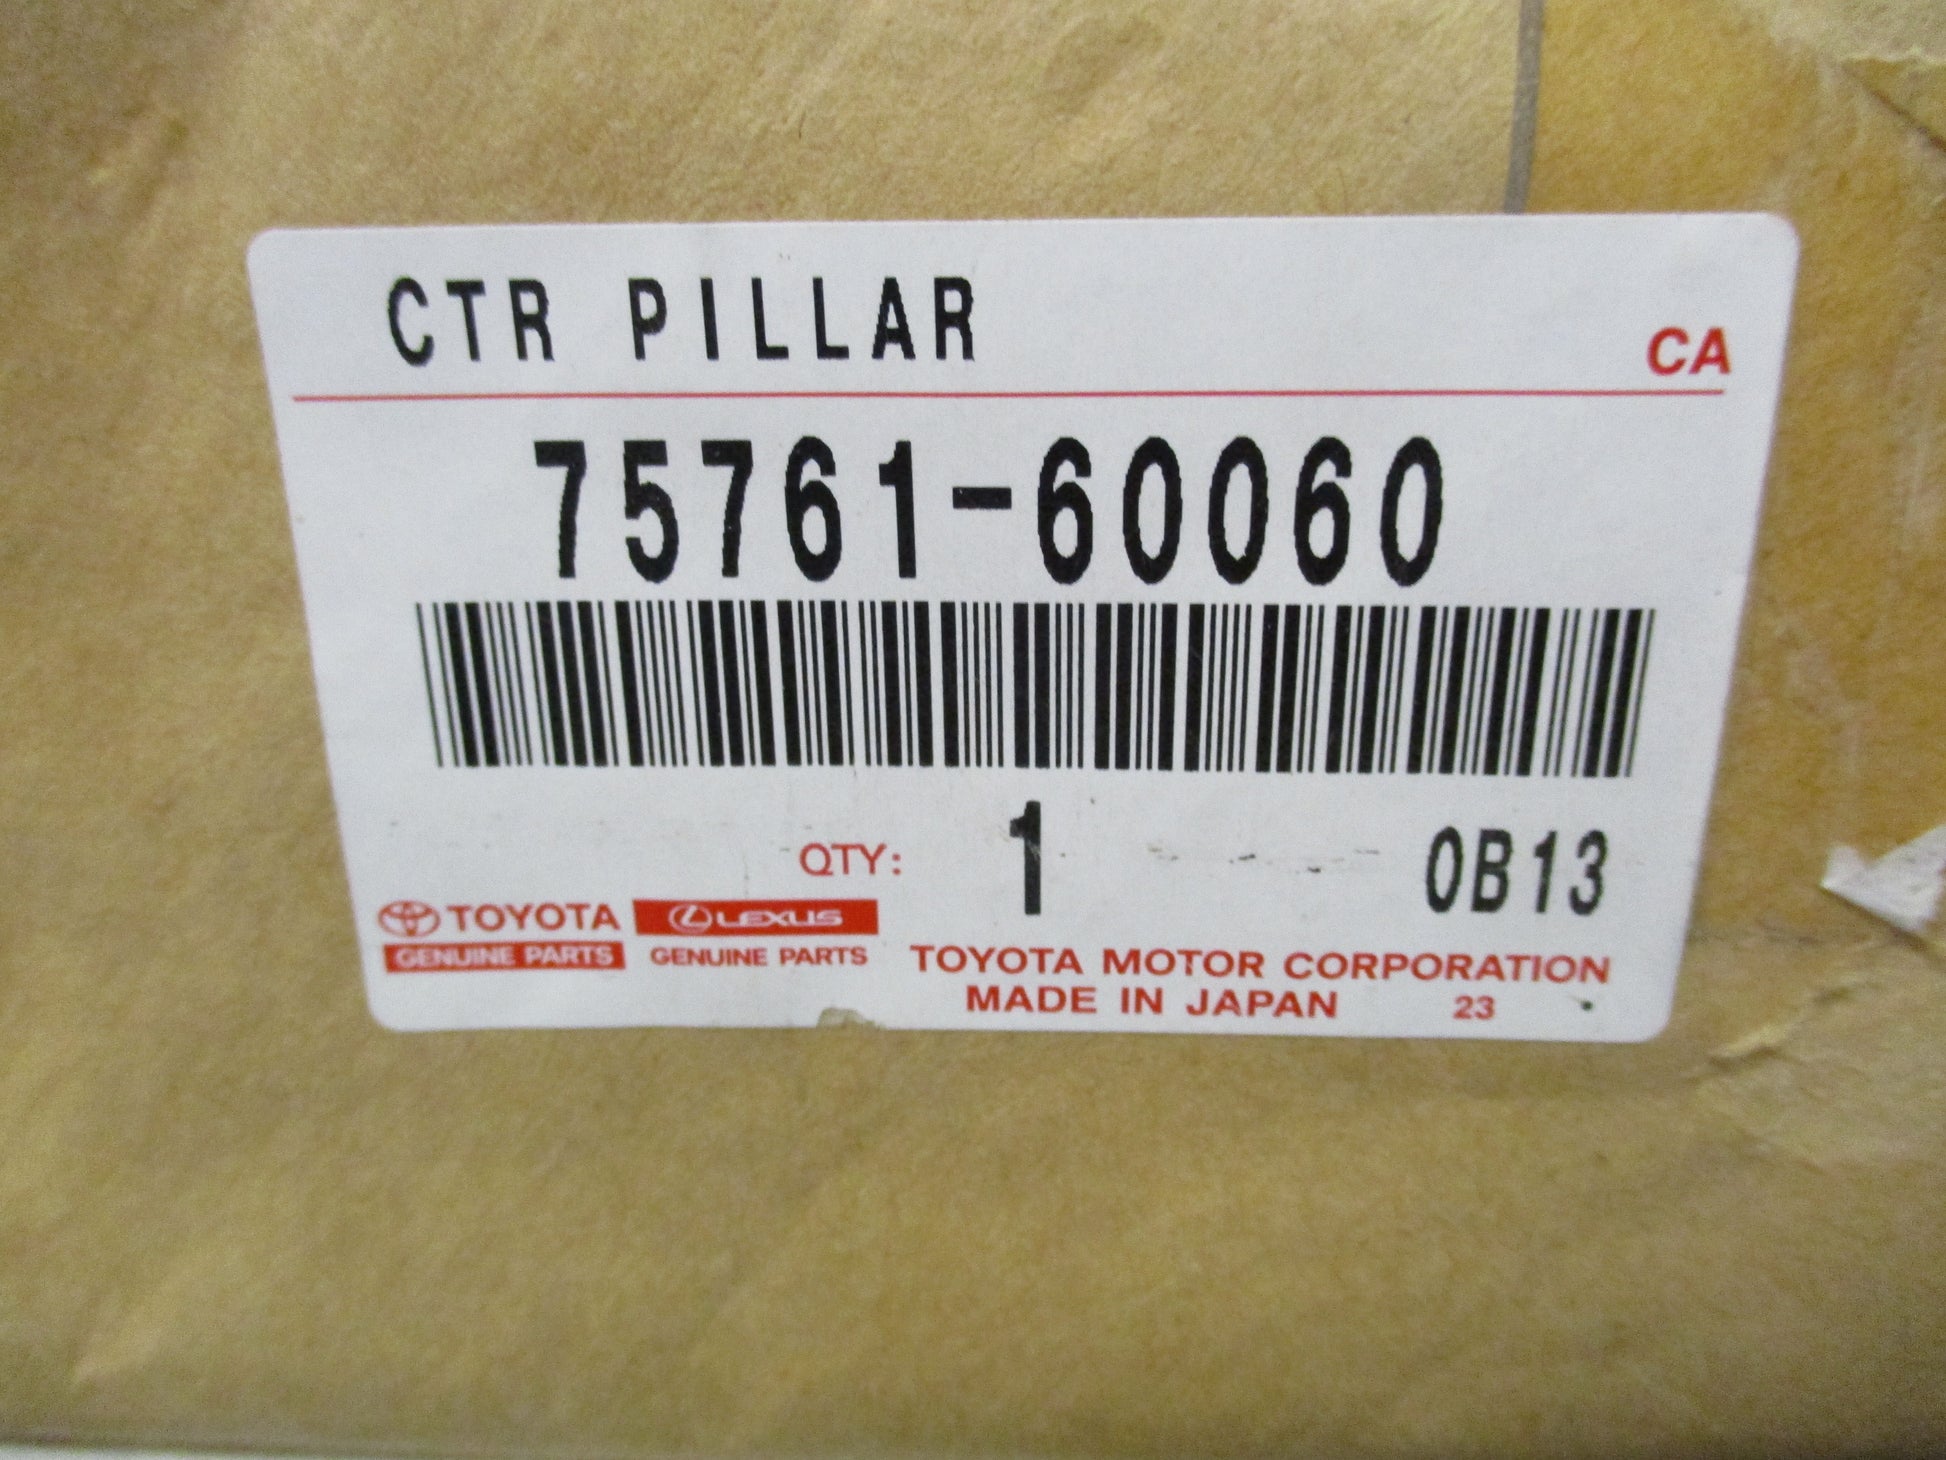 CTR PILLAR
CA
75761-60060
QTY: 1 0B13
TOYOTA LEXUS
GENUINE PARTS GENUINE PARTS
TOYOTA MOTOR CORPORATION
MADE IN JAPAN 23